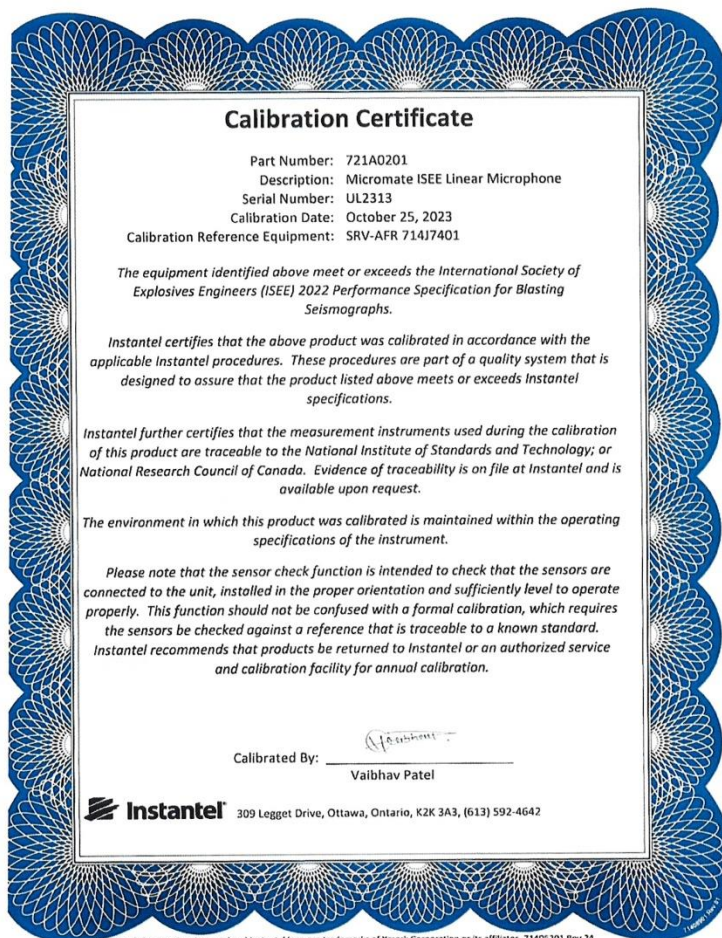 Calibration Certificate
Part Number: 721A0201
Description: Micromate ISEE Linear Microphone
Serial Number: UL2313
Calibration Date: October 25, 2023
Calibration Reference Equipment: SRV-AFR 714J7401
The equipment identified above meet or exceeds the International Society of
Explosives Engineers (ISEE) 2022 Performance Specification for Blasting
Seismographs.
Instantel certifies that the above product was calibrated in accordance with the
applicable Instantel procedures. These procedures are part of a quality system that is
designed to assure that the product listed above meets or exceeds Instantel
specifications.
Instantel further certifies that the measurement instruments used during the calibration
of this product are traceable to the National Institute of Standards and Technology; or
National Research Council of Canada. Evidence of traceability is on file at Instantel and is
available upon request.
The environment in which this product was calibrated is maintained within the operating
specifications of the instrument.
Please note that the sensor check function is intended to check that the sensors are
connected to the unit, installed in the proper orientation and sufficiently level to operate
properly. This function should not be confused with a formal calibration, which requires
the sensors be checked against a reference that is traceable to a known standard.
Instantel recommends that products be returned to Instantel or an authorized service
and calibration facility for annual calibration.
Calibrated By:
Vaibhav Patel
Instantel 309 Legget Drive, Ottawa, Ontario, K2K 3A3, (613) 592-4642